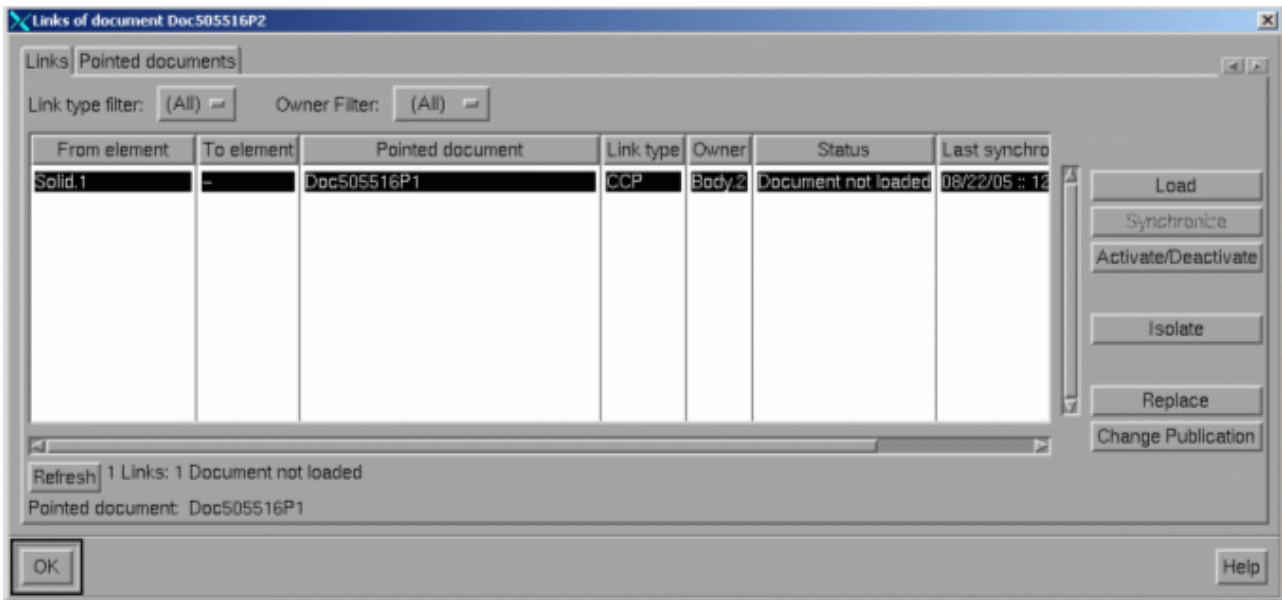 Links of document Doc505516P2
Links Pointed documents
Link type filter: (All) Owner Filter: (All)
From element To element Pointed document Link type Owner Status Last synchro
Solid.1 – Doc505516P1 CCP Body.2 Document not loaded 08/22/05 :: 12
Load
Synchronize
Activate/Deactivate
Isolate
Replace
Change Publication
Refresh 1 Links: 1 Document not loaded
Pointed document: Doc505516P1
OK Help